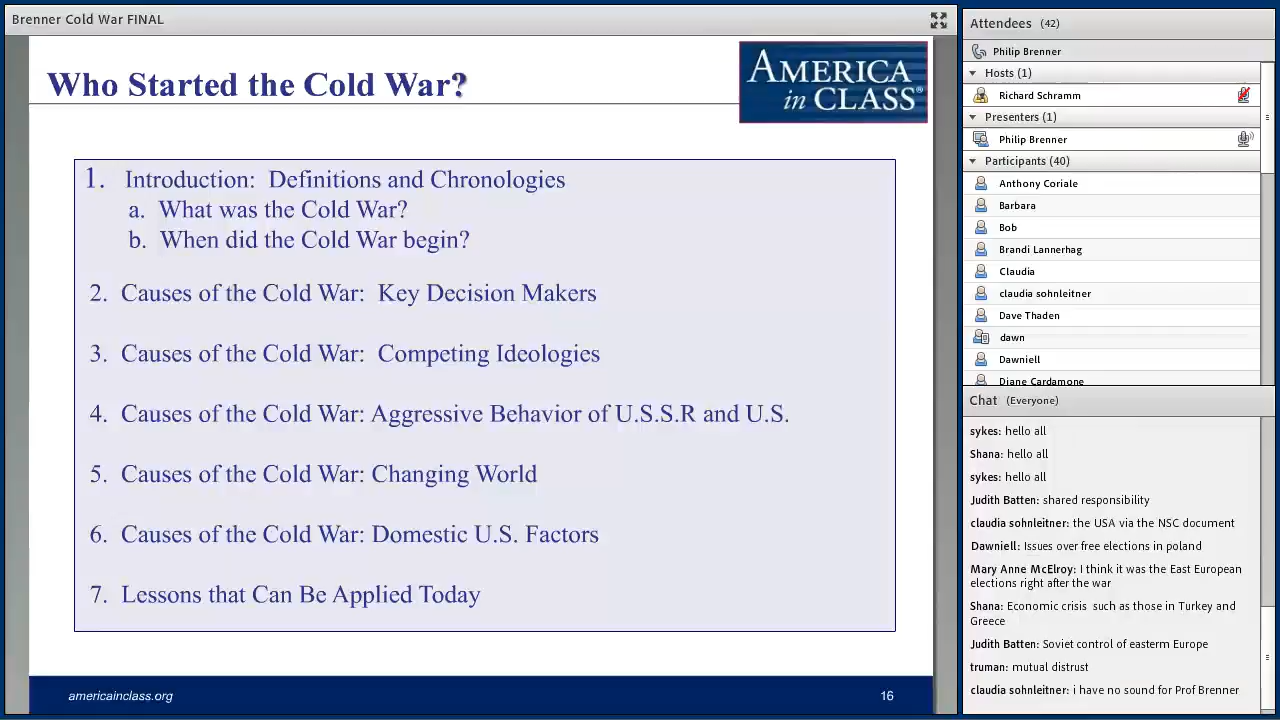 Brenner Cold War FINAL
Who Started the Cold War?
AMERICA
in CLASS®
1. Introduction: Definitions and Chronologies
a. What was the Cold War?
b. When did the Cold War begin?
2. Causes of the Cold War: Key Decision Makers
3. Causes of the Cold War: Competing Ideologies
4. Causes of the Cold War: Aggressive Behavior of U.S.S.R and U.S.
5. Causes of the Cold War: Changing World
6. Causes of the Cold War: Domestic U.S. Factors
7. Lessons that Can Be Applied Today
americainclass.org
16
Attendees (42)
Philip Brenner
Hosts (1)
Richard Schramm
Presenters (1)
Philip Brenner
Participants (40)
Anthony Coriale
Barbara
Bob
Brandi Lannerhag
Claudia
claudia sohnleitner
Dave Thaden
dawn
Dawniell
Diane Cardamone
Chat (Everyone)
sykes: hello all
Shana: hello all
sykes: hello all
Judith Batten: shared responsibility
claudia sohnleitner: the USA via the NSC document
Dawniell: Issues over free elections in poland
Mary Anne McElroy: I think it was the East European
elections right after the war
Shana: Economic crisis such as those in Turkey and
Greece
Judith Batten: Soviet control of easterm Europe
truman: mutual distrust
claudia sohnleitner: i have no sound for Prof Brenner